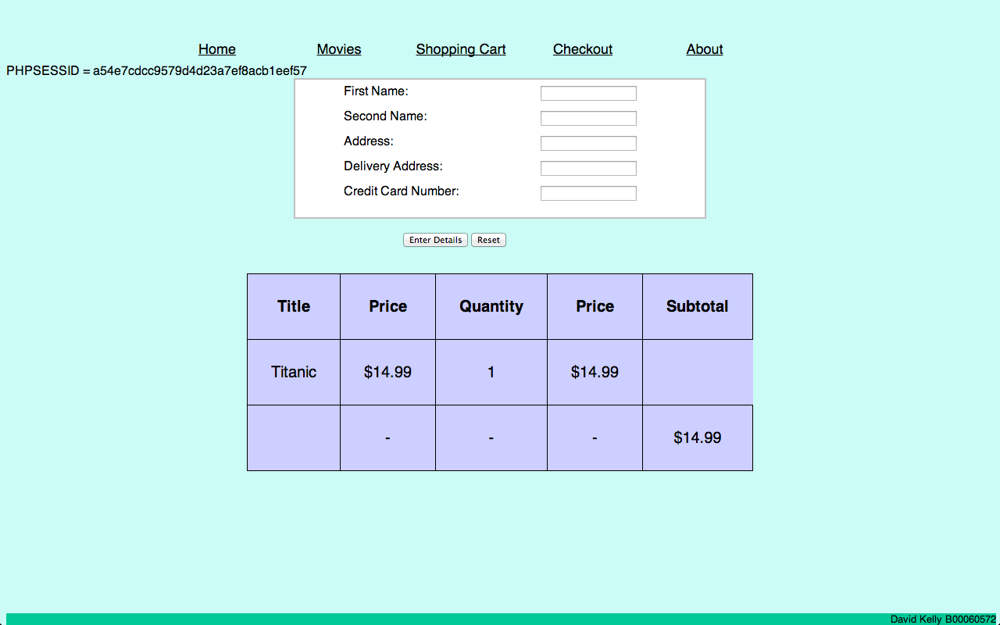 Home Movies Shopping Cart Checkout About
PHPSESSID = a54e7cdcc9579d4d23a7ef8acb1eef57
First Name:
Second Name:
Address:
Delivery Address:
Credit Card Number:
Enter Details Reset
Title Price Quantity Price Subtotal
Titanic $14.99 1 $14.99
- - - $14.99
David Kelly B00060572